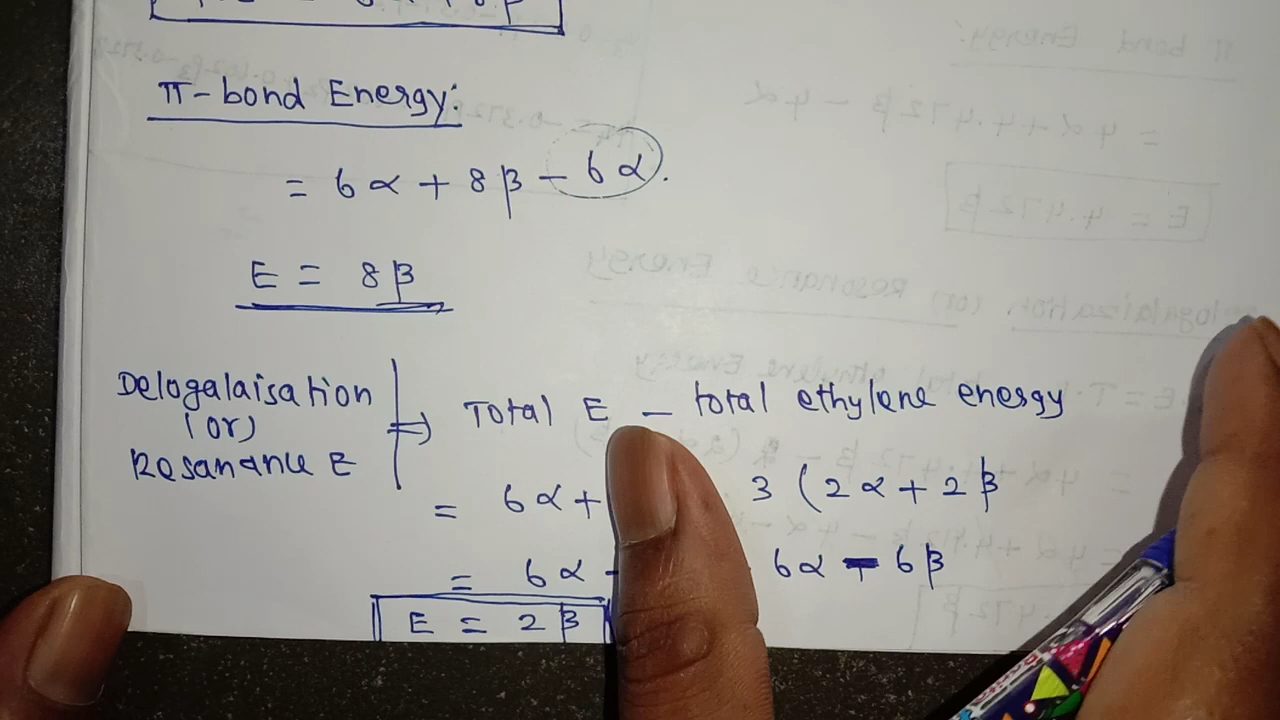 π-bond Energy:
= 6α + 8β - 6α.
E = 8β
Delogalaisation
(or)
Resanance E
⇒ Total E - total ethylene energy
= 6α + 3 (2α + 2β
= 6α - 6α - 6β
E = 2β